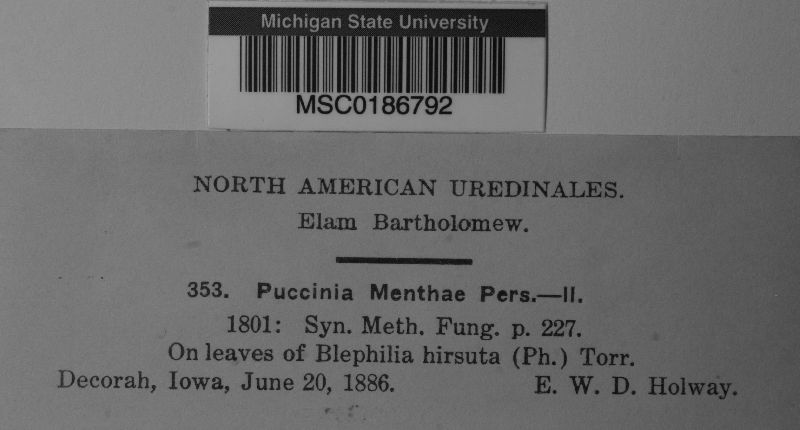 Michigan State University
MSC0186792
NORTH AMERICAN UREDINALES.
Elam Bartholomew.
353. Puccinia Menthae Pers.—II.
1801: Syn. Meth. Fung. p. 227.
On leaves of Blephilia hirsuta (Ph.) Torr.
Decorah, Iowa, June 20, 1886. E. W. D. Holway.